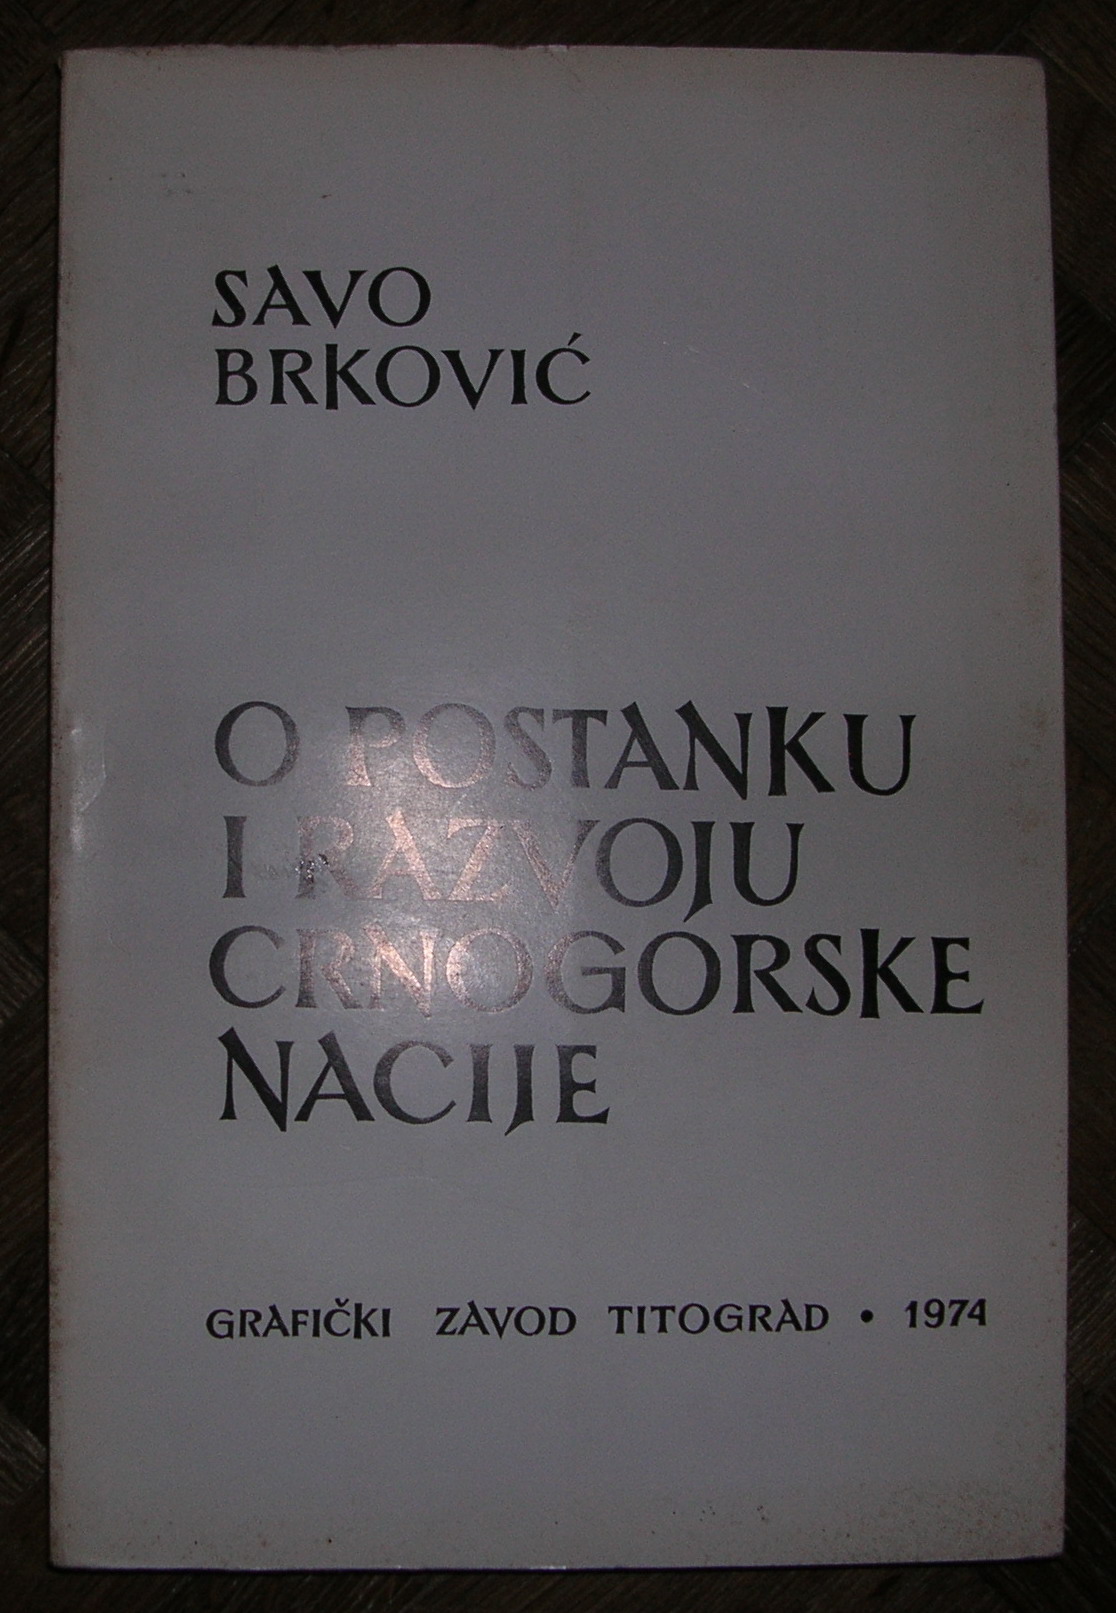 SAVO
BRKOVIĆ
O POSTANKU
I RAZVOJU
CRNOGORSKE
NACIJE
GRAFIČKI ZAVOD TITOGRAD • 1974